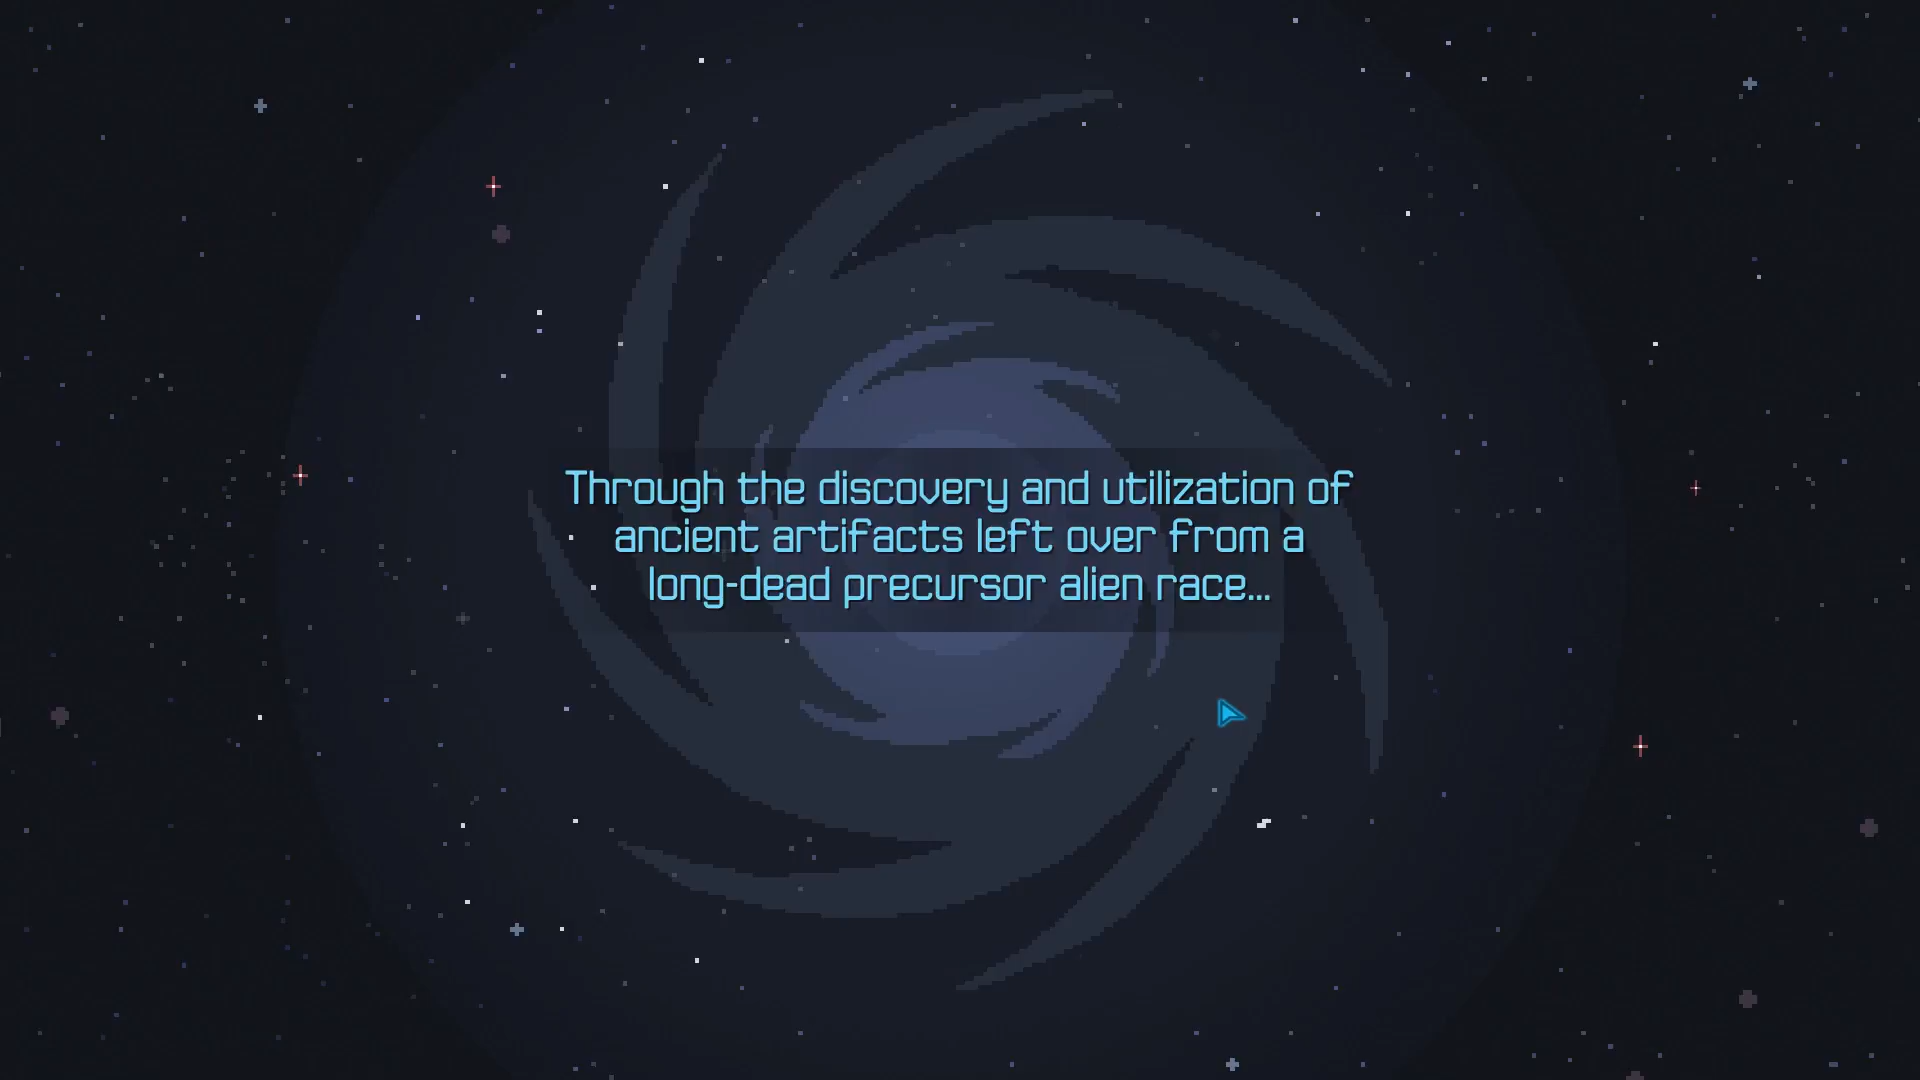 Through the discovery and utilization of
ancient artifacts left over from a
long-dead precursor alien race...